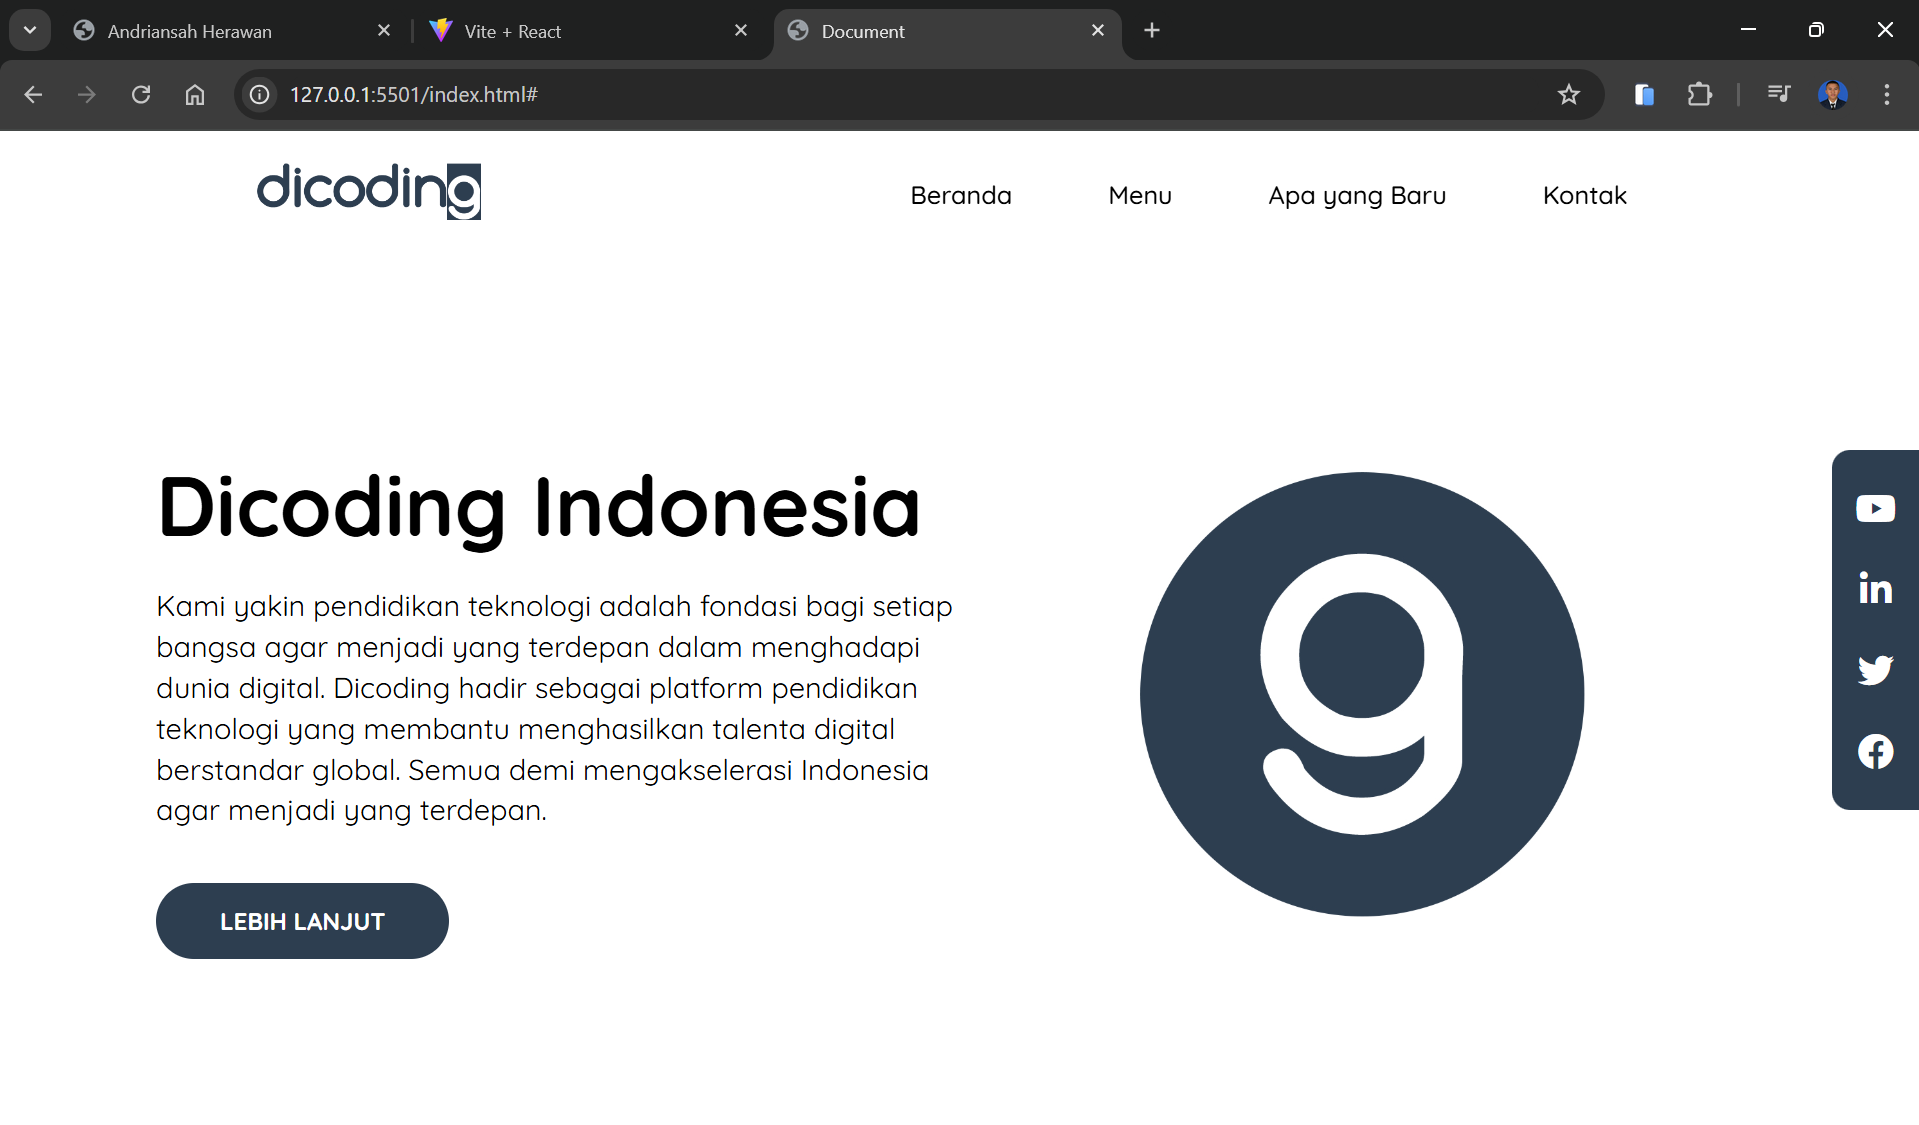 Andriansah Herawan
Vite + React
Document
127.0.0.1:5501/index.html#
dicoding
Beranda
Menu
Apa yang Baru
Kontak
Dicoding Indonesia
Kami yakin pendidikan teknologi adalah fondasi bagi setiap
bangsa agar menjadi yang terdepan dalam menghadapi
dunia digital. Dicoding hadir sebagai platform pendidikan
teknologi yang membantu menghasilkan talenta digital
berstandar global. Semua demi mengakselerasi Indonesia
agar menjadi yang terdepan.
LEBIH LANJUT
g
in